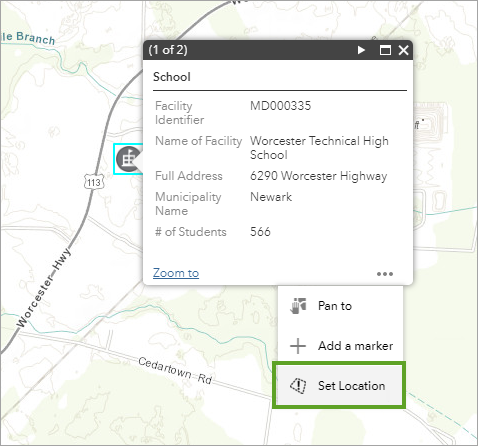 le Branch
Wo
(1 of 2)
School
Facility Identifier MD000335
Name of Facility Worcester Technical High School
Full Address 6290 Worcester Highway
Municipality Name Newark
# of Students 566
Zoom to
Pan to
Add a marker
Set Location
113
Worcester Hwy
Cedartown Rd